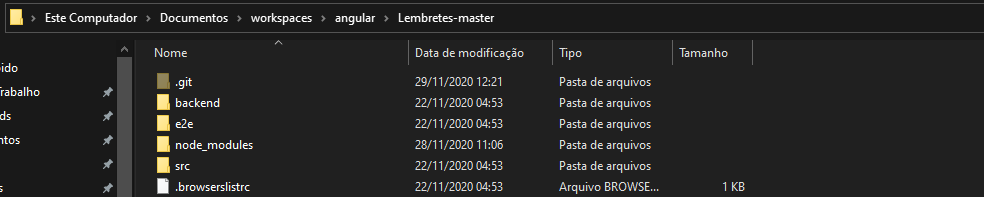 Este Computador > Documentos > workspaces > angular > Lembretes-master
Nome Data de modificação Tipo Tamanho
pido
.git 29/11/2020 12:21 Pasta de arquivos
Trabalho
backend 22/11/2020 04:53 Pasta de arquivos
ds
e2e 22/11/2020 04:53 Pasta de arquivos
ntos
node_modules 28/11/2020 11:06 Pasta de arquivos
src 22/11/2020 04:53 Pasta de arquivos
s
.browserslistrc 22/11/2020 04:53 Arquivo BROWSE... 1 KB